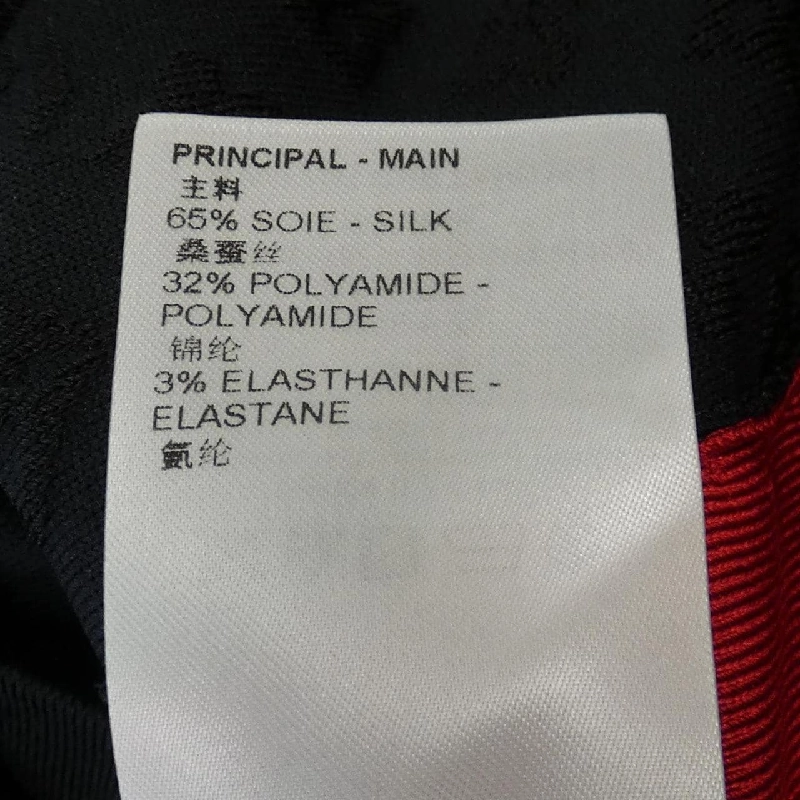 PRINCIPAL - MAIN
主料
65% SOIE - SILK
桑蚕丝
32% POLYAMIDE -
POLYAMIDE
锦纶
3% ELASTHANNE -
ELASTANE
氨纶